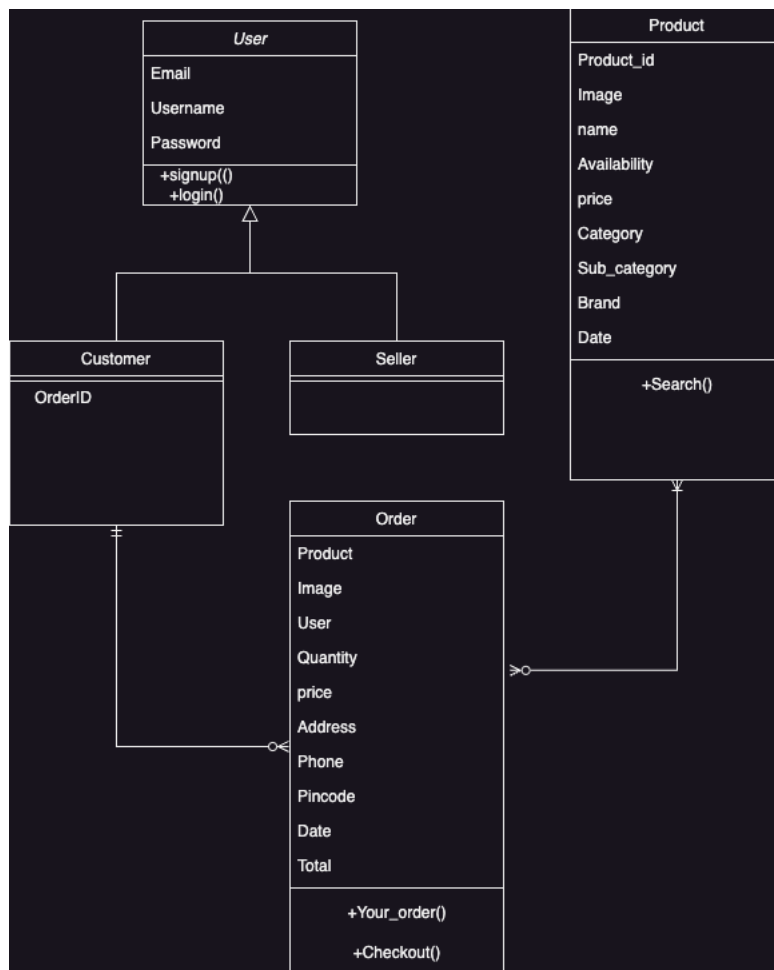 User
Email
Username
Password
+signup(()
+login()
Product
Product_id
Image
name
Availability
price
Category
Sub_category
Brand
Date
+Search()
Customer
OrderID
Seller
Order
Product
Image
User
Quantity
price
Address
Phone
Pincode
Date
Total
+Your_order()
+Checkout()